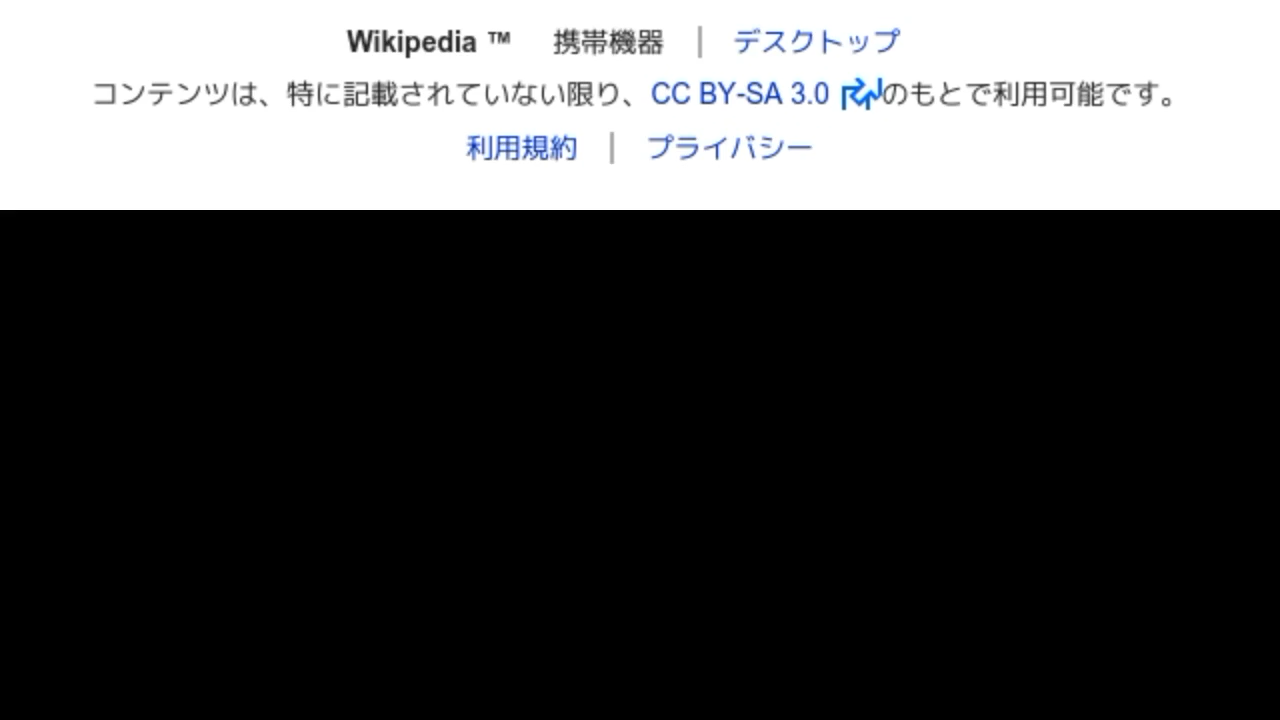 Wikipedia ™ 携帯機器 | デスクトップ
コンテンツは、特に記載されていない限り、CC BY-SA 3.0 のもとで利用可能です。
利用規約 | プライバシー